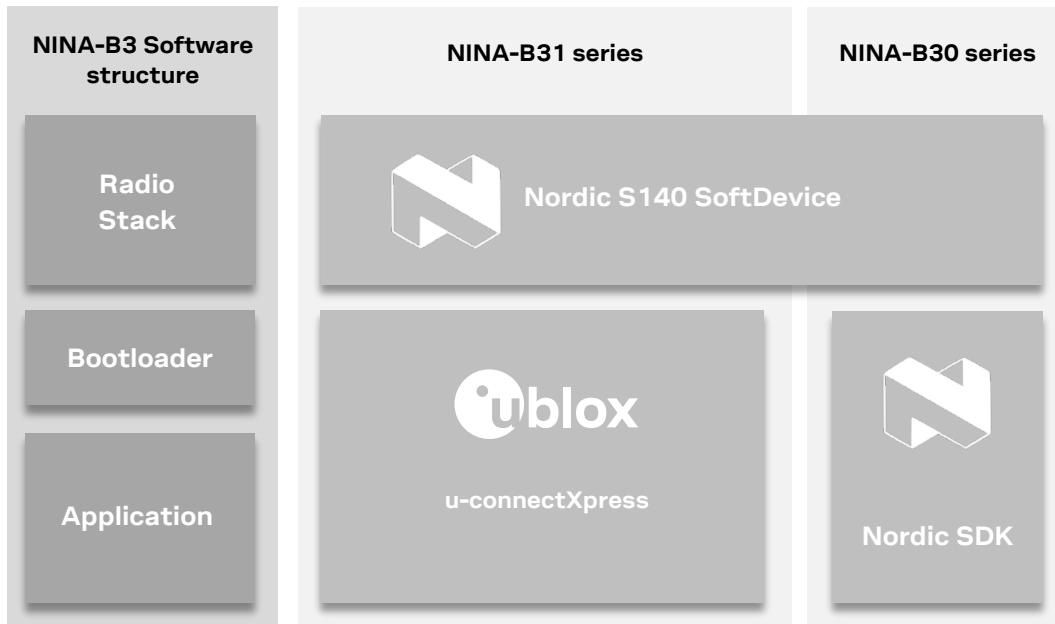 NINA-B3 Software
structure
NINA-B31 series
NINA-B30 series
Radio
Stack
Nordic S140 SoftDevice
Bootloader
Application
ublox
u-connectXpress
Nordic SDK